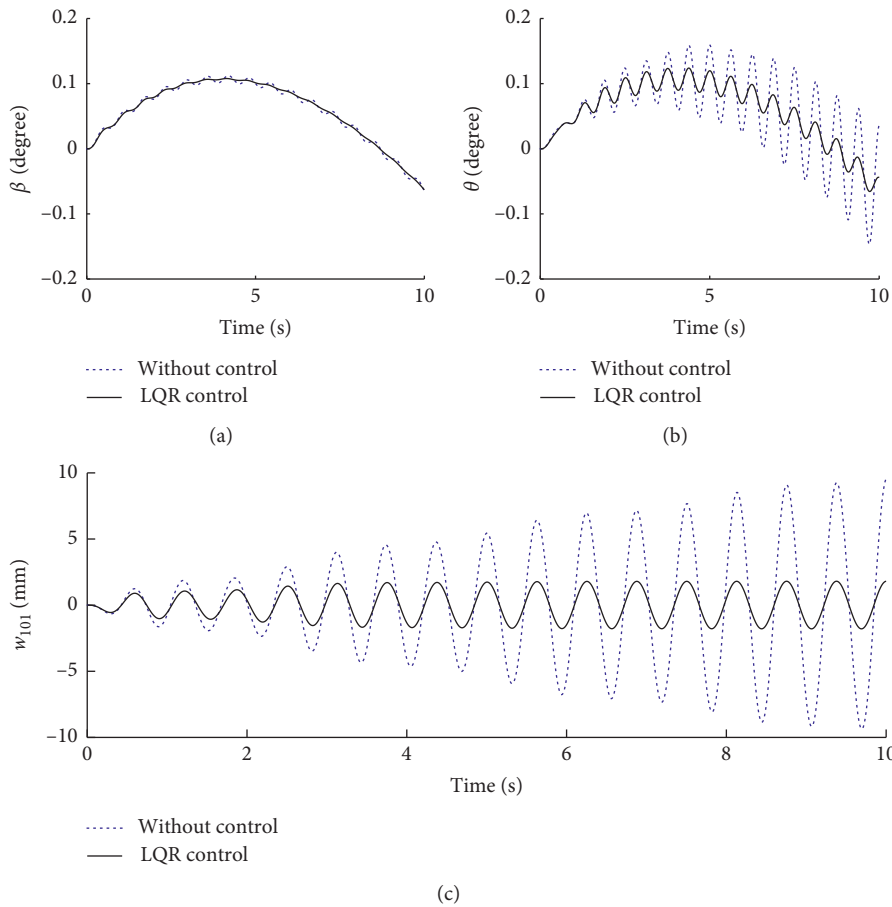 0.2
0.1
0
−0.1
−0.2
β (degree)
0
5
10
Time (s)
Without control
LQR control
(a)
0.2
0.1
0
−0.1
−0.2
θ (degree)
0
5
10
Time (s)
Without control
LQR control
(b)
10
5
0
−5
−10
w101 (mm)
0
2
4
6
8
10
Time (s)
Without control
LQR control
(c)